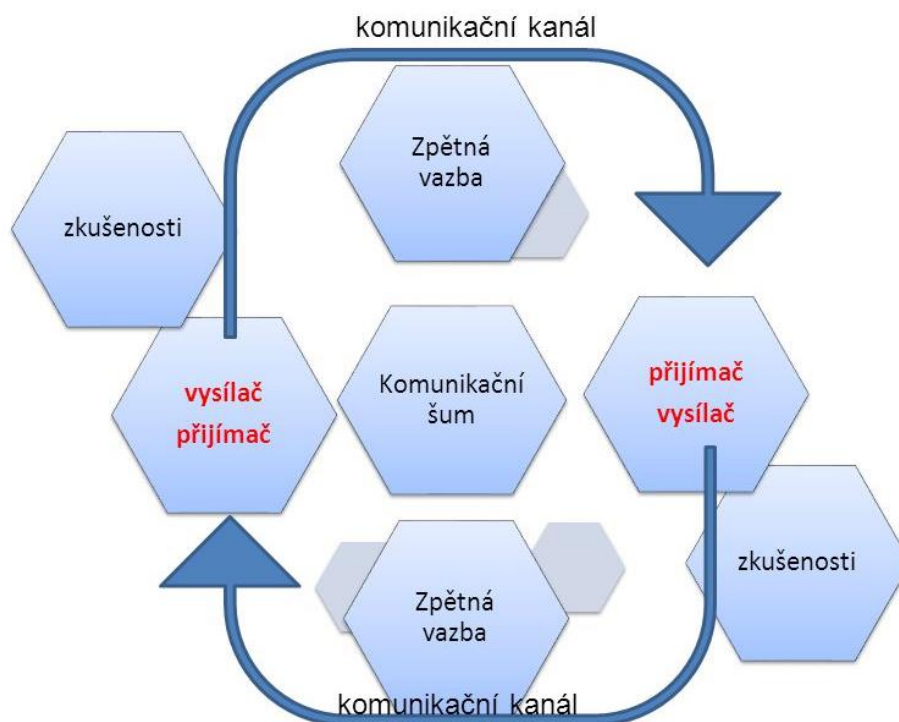 komunikační kanál
Zpětná
vazba
zkušenosti
vysílač
přijímač
Komunikační
šum
přijímač
vysílač
zkušenosti
Zpětná
vazba
komunikační kanál